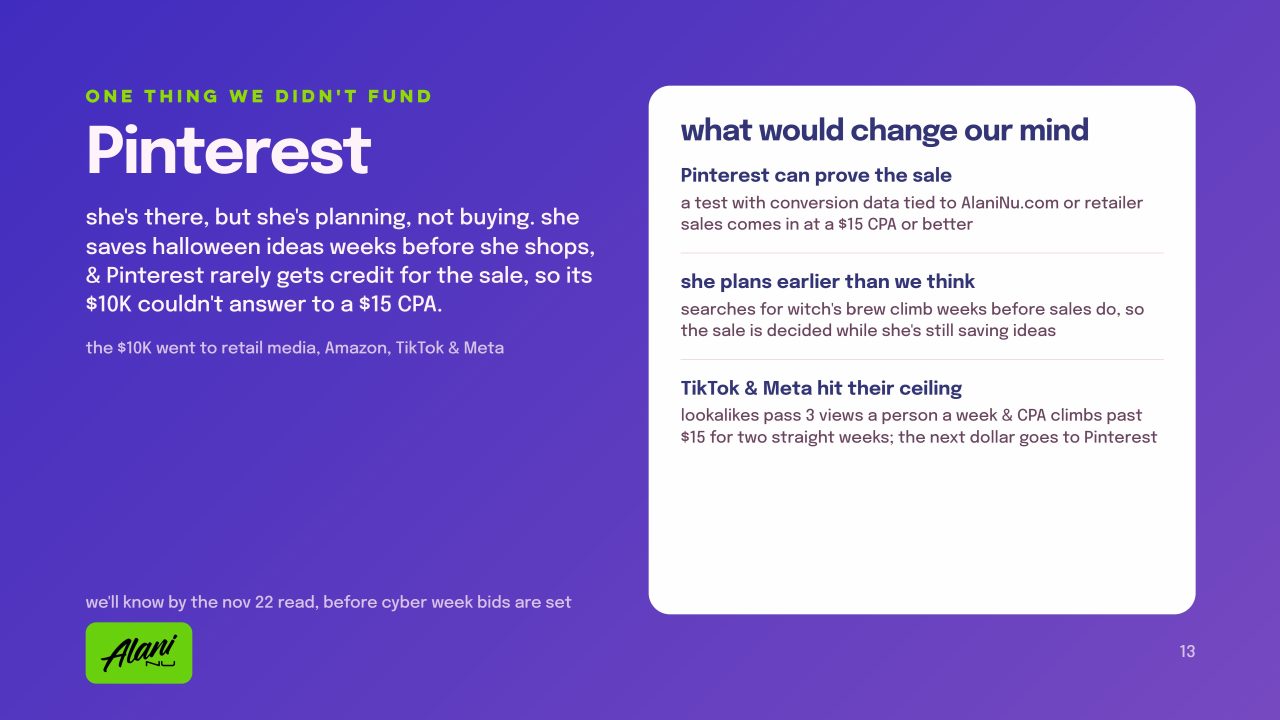 ONE THING WE DIDN'T FUND
Pinterest
she's there, but she's planning, not buying. she
saves halloween ideas weeks before she shops,
& Pinterest rarely gets credit for the sale, so its
$10K couldn't answer to a $15 CPA.
the $10K went to retail media, Amazon, TikTok & Meta
we'll know by the nov 22 read, before cyber week bids are set
Alani
NU
what would change our mind
Pinterest can prove the sale
a test with conversion data tied to AlaniNu.com or retailer
sales comes in at a $15 CPA or better
she plans earlier than we think
searches for witch's brew climb weeks before sales do, so
the sale is decided while she's still saving ideas
TikTok & Meta hit their ceiling
lookalikes pass 3 views a person a week & CPA climbs past
$15 for two straight weeks; the next dollar goes to Pinterest
13